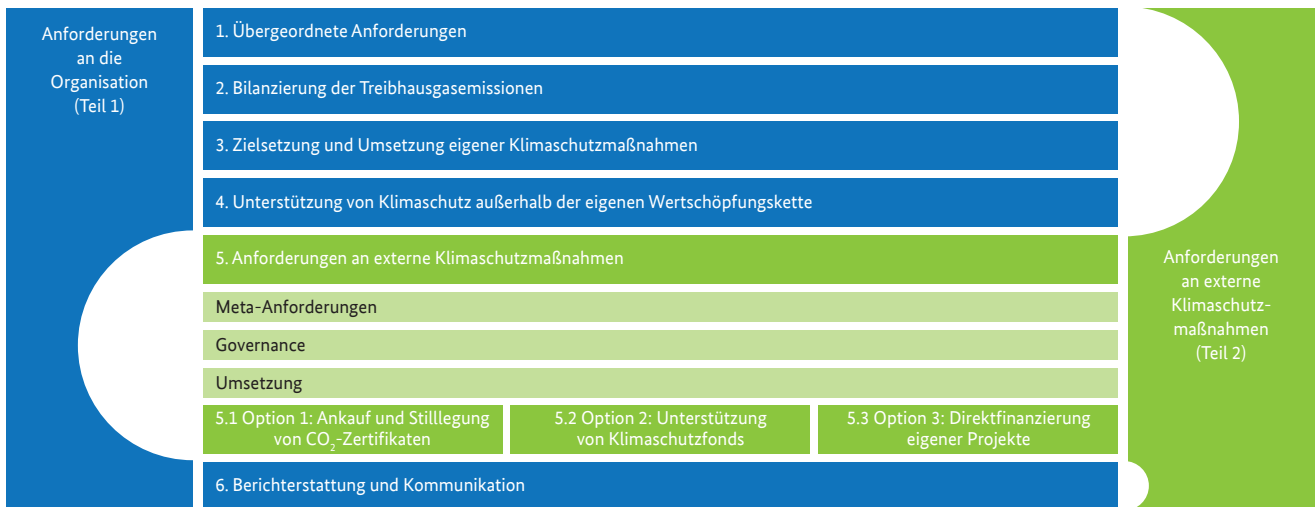 Anforderungen
an die
Organisation
(Teil 1)
1. Übergeordnete Anforderungen
2. Bilanzierung der Treibhausgasemissionen
3. Zielsetzung und Umsetzung eigener Klimaschutzmaßnahmen
4. Unterstützung von Klimaschutz außerhalb der eigenen Wertschöpfungskette
5. Anforderungen an externe Klimaschutzmaßnahmen
Meta-Anforderungen
Governance
Umsetzung
5.1 Option 1: Ankauf und Stilllegung
von CO₂-Zertifikaten
5.2 Option 2: Unterstützung
von Klimaschutzfonds
5.3 Option 3: Direktfinanzierung
eigener Projekte
6. Berichterstattung und Kommunikation
Anforderungen
an externe
Klimaschutz-
maßnahmen
(Teil 2)